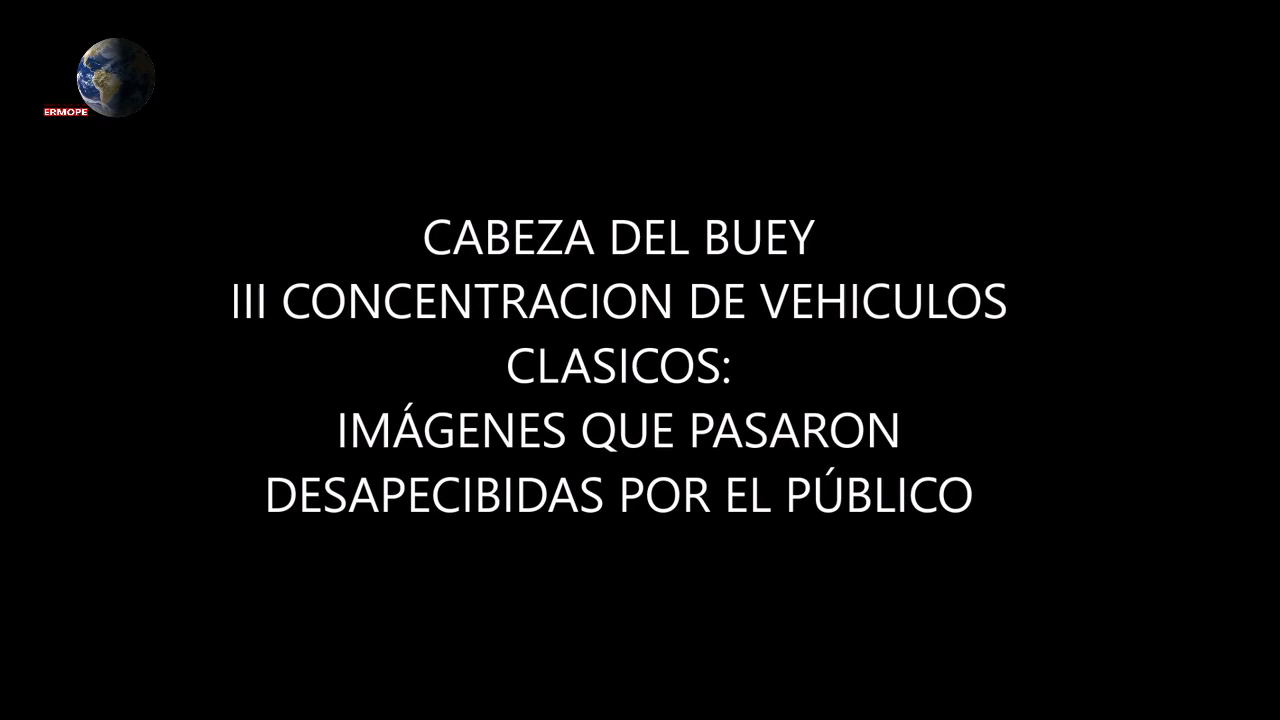 ERMOPE
CABEZA DEL BUEY
III CONCENTRACION DE VEHICULOS
CLASICOS:
IMÁGENES QUE PASARON
DESAPECIBIDAS POR EL PÚBLICO